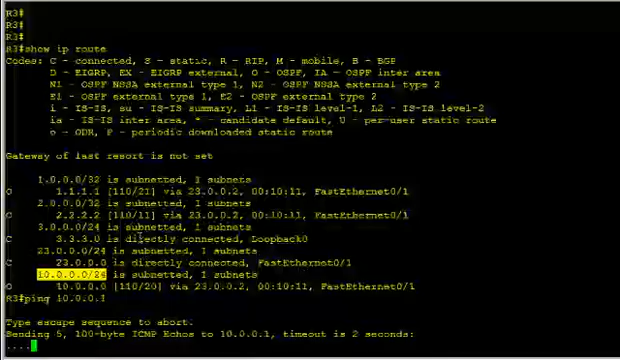 R3#
R3#
R3#
R3#show ip route
Codes: C - connected, S - static, R - RIP, M - mobile, B - BGP
D - EIGRP, EX - EIGRP external, O - OSPF, IA - OSPF inter area
N1 - OSPF NSSA external type 1, N2 - OSPF NSSA external type 2
E1 - OSPF external type 1, E2 - OSPF external type 2
i - IS-IS, su - IS-IS summary, L1 - IS-IS level-1, L2 - IS-IS level-2
ia - IS-IS inter area, * - candidate default, U - per-user static route
o - ODR, P - periodic downloaded static route
Gateway of last resort is not set
1.0.0.0/32 is subnetted, 1 subnets
O 1.1.1.1 [110/21] via 23.0.0.2, 00:10:11, FastEthernet0/1
2.0.0.0/32 is subnetted, 1 subnets
O 2.2.2.2 [110/11] via 23.0.0.2, 00:10:11, FastEthernet0/1
3.0.0.0/24 is subnetted, 1 subnets
C 3.3.3.0 is directly connected, Loopback0
23.0.0.0/24 is subnetted, 1 subnets
C 23.0.0.0 is directly connected, FastEthernet0/1
10.0.0.0/24 is subnetted, 1 subnets
O 10.0.0.0 [110/20] via 23.0.0.2, 00:10:11, FastEthernet0/1
R3#ping 10.0.0.1
Type escape sequence to abort.
Sending 5, 100-byte ICMP Echos to 10.0.0.1, timeout is 2 seconds:
....